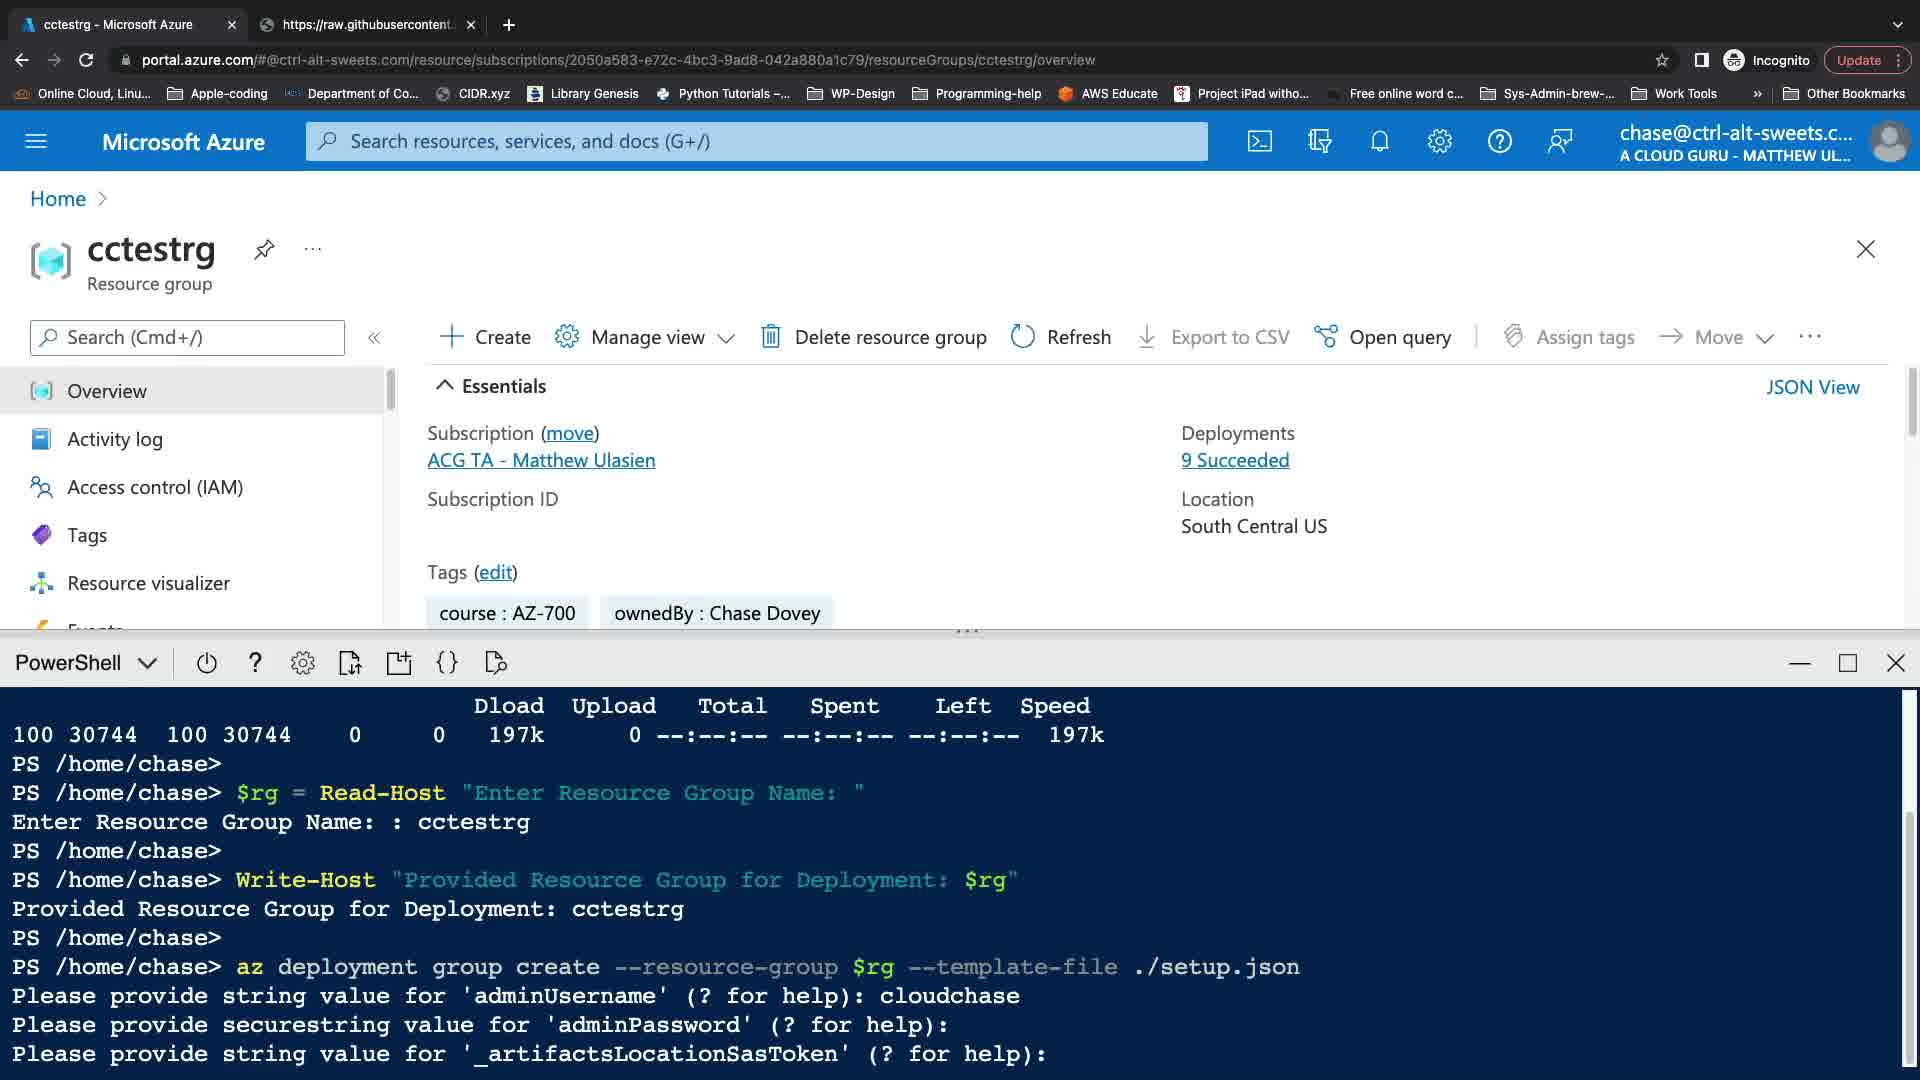 cctestrg - Microsoft Azure
https://raw.githubusercontent.
portal.azure.com/#@ctrl-alt-sweets.com/resource/subscriptions/2050a583-e72c-4bc3-9ad8-042a880a1c79/resourceGroups/cctestrg/overview
Incognito
Update
Online Cloud, Linu...
Apple-coding
Department of Co...
CIDR.xyz
Library Genesis
Python Tutorials –...
WP-Design
Programming-help
AWS Educate
Project iPad witho...
Free online word c...
Sys-Admin-brew-...
Work Tools
»
Other Bookmarks
Microsoft Azure
Search resources, services, and docs (G+/)
chase@ctrl-alt-sweets.c...
A CLOUD GURU - MATTHEW UL...
Home >
cctestrg
...
Resource group
Search (Cmd+/)
«
Create
Manage view
Delete resource group
Refresh
Export to CSV
Open query
Assign tags
Move
...
Overview
Activity log
Access control (IAM)
Tags
Resource visualizer
Events
Essentials
JSON View
Subscription (move)
ACG TA - Matthew Ulasien
Subscription ID
Deployments
9 Succeeded
Location
South Central US
Tags (edit)
course : AZ-700
ownedBy : Chase Dovey
PowerShell
?
{}
Dload Upload Total Spent Left Speed
100 30744 100 30744 0 0 197k 0 --:--:-- --:--:-- --:--:-- 197k
PS /home/chase>
PS /home/chase> $rg = Read-Host "Enter Resource Group Name: "
Enter Resource Group Name: : cctestrg
PS /home/chase>
PS /home/chase> Write-Host "Provided Resource Group for Deployment: $rg"
Provided Resource Group for Deployment: cctestrg
PS /home/chase>
PS /home/chase> az deployment group create --resource-group $rg --template-file ./setup.json
Please provide string value for 'adminUsername' (? for help): cloudchase
Please provide securestring value for 'adminPassword' (? for help):
Please provide string value for '_artifactsLocationSasToken' (? for help):